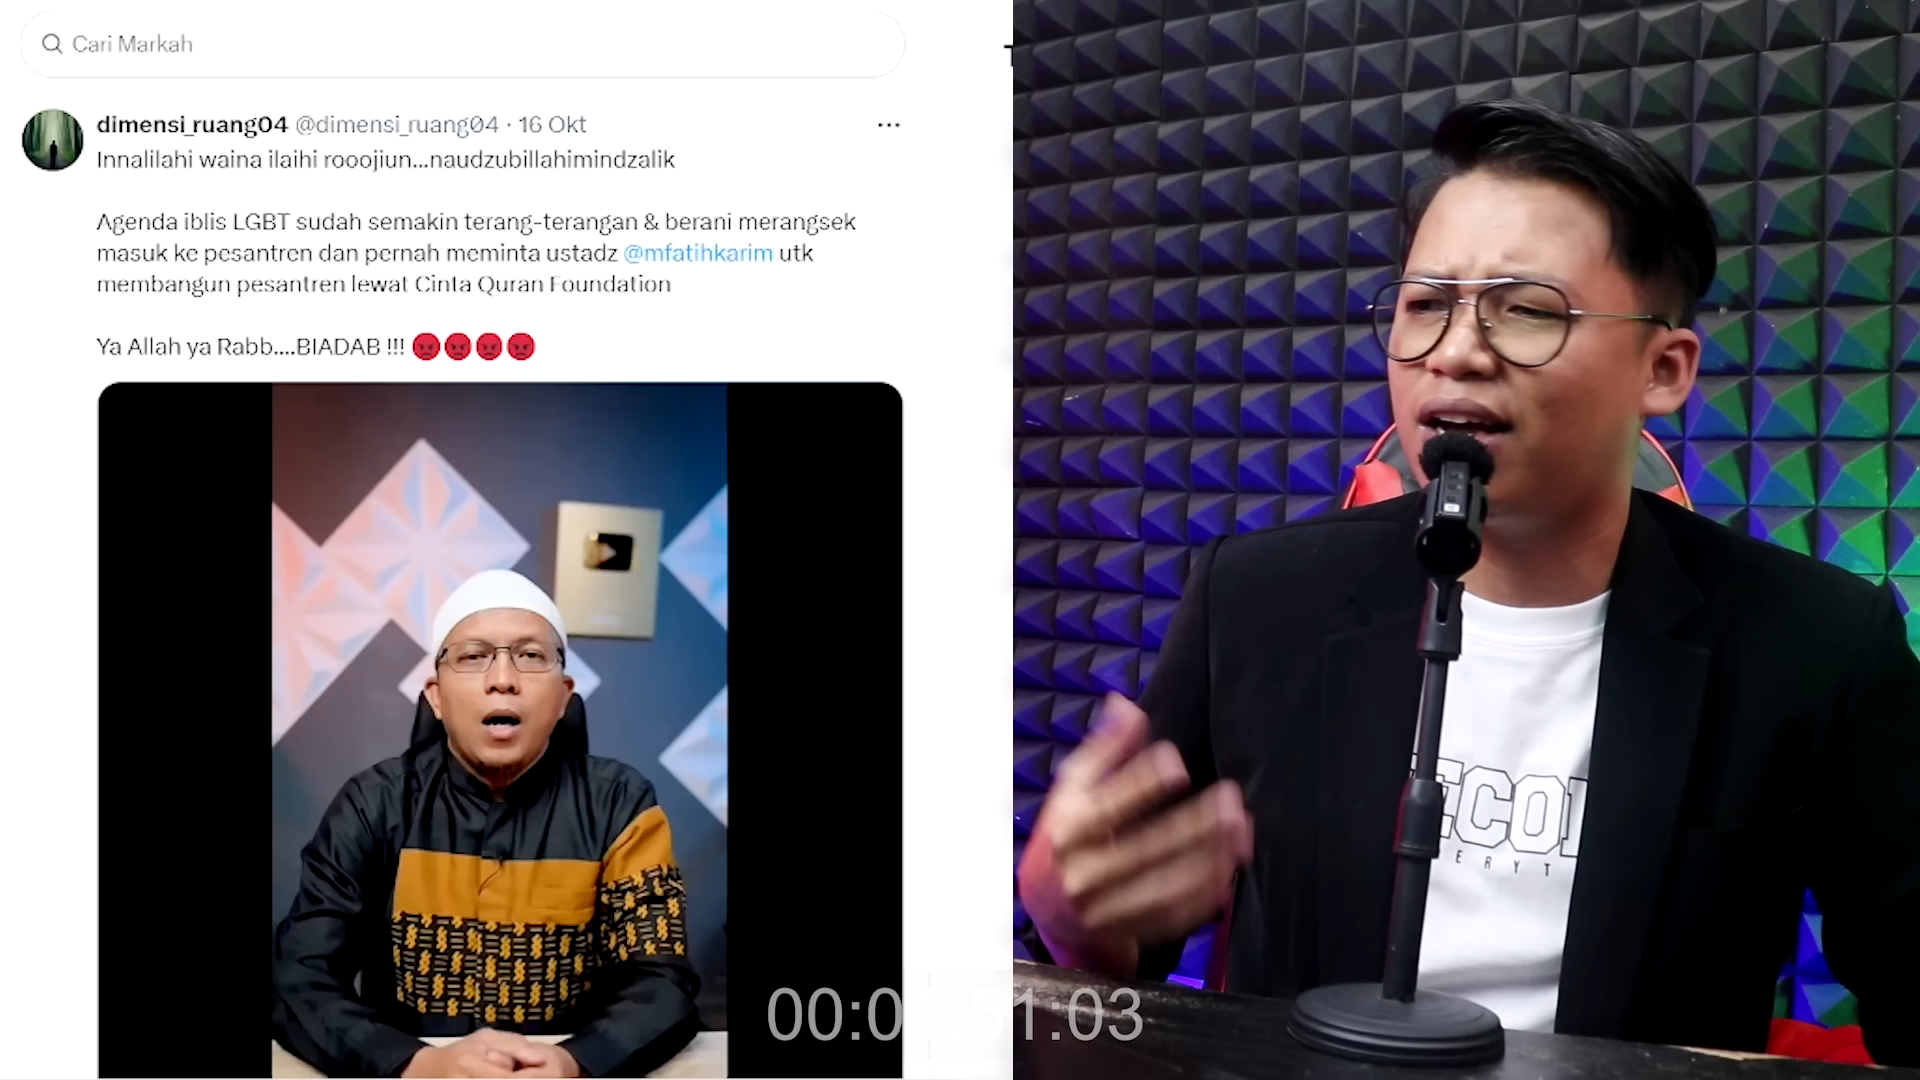 Cari Markah
dimensi_ruang04 @dimensi_ruang04 · 16 Okt
Innalilahi waina ilaihi rooojiun...naudzubillahimindzalik
Agenda iblis LGBT sudah semakin terang-terangan & berani merangsek
masuk ke pesantren dan pernah meminta ustadz @mfatihkarim utk
membangun pesantren lewat Cinta Quran Foundation
Ya Allah ya Rabb....BIADAB !!! 😡😡😡😡
ECO
ERYT